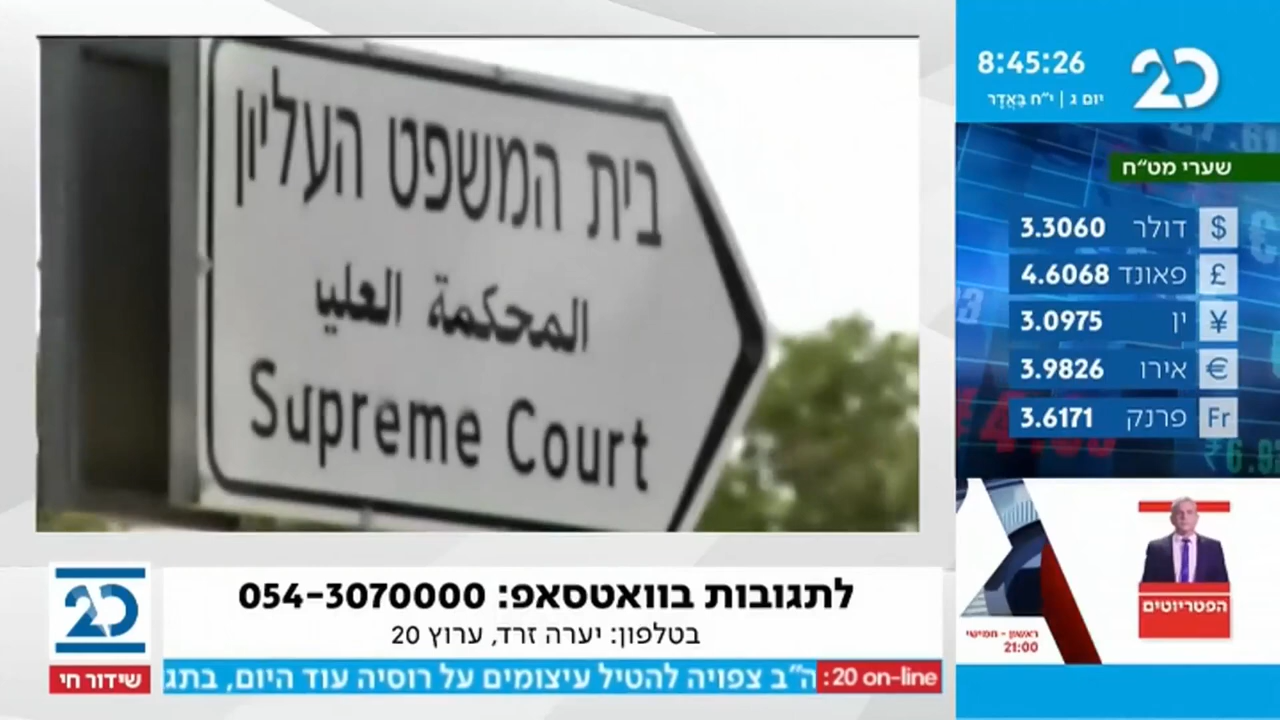 בית המשפט העליון
المحكمة العليا
Supreme Court
8:45:26
20
יום ג | י"ח בַּאֲדָר
שערי מט"ח
$ דולר 3.3060
£ פאונד 4.6068
¥ ין 3.0975
€ אירו 3.9826
Fr פרנק 3.6171
הפטריוטים
ראשון - חמישי
21:00
20
לתגובות בוואטסאפ: 054-3070000
בטלפון: יערה זרד, ערוץ 20
20 on-line: ה"ב צפויה להטיל עיצומים על רוסיה עוד היום, בתג
שידור חי